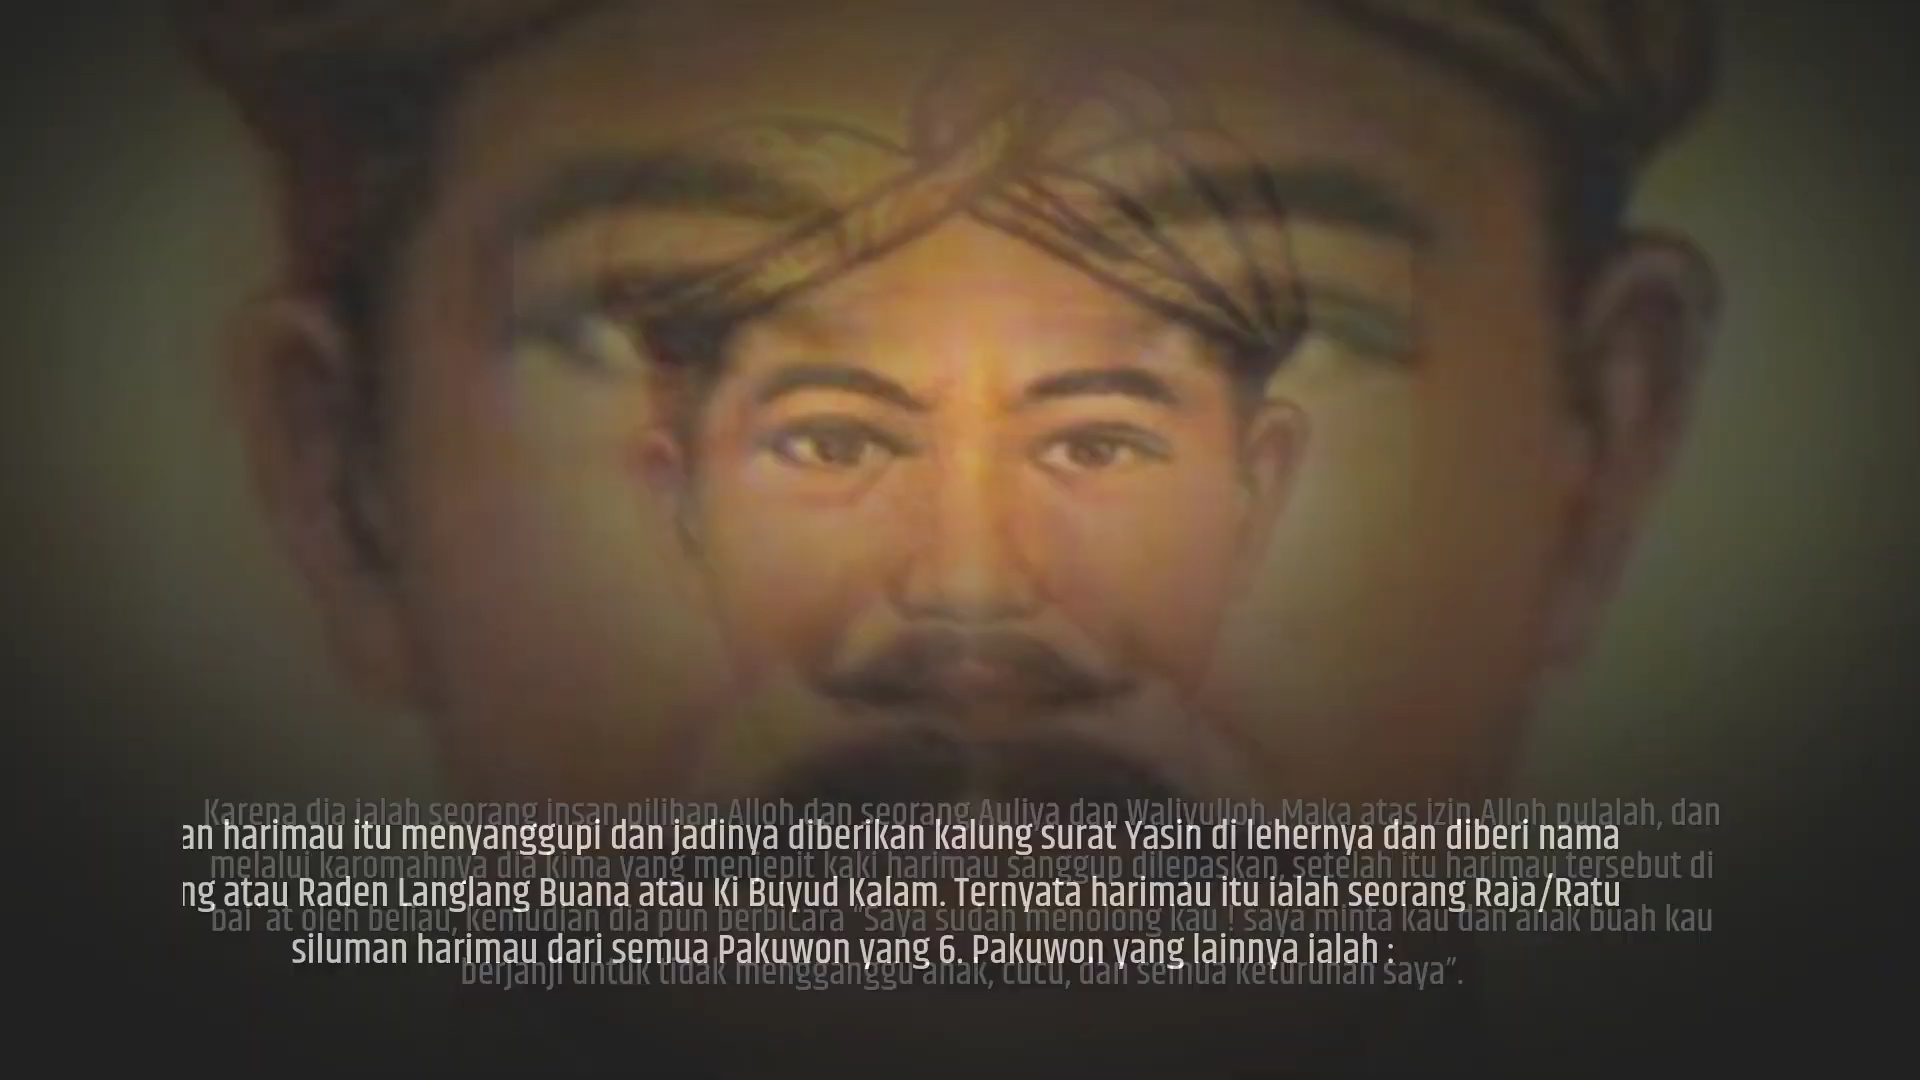 Karena dia ialah seorang insan pilihan Alloh dan seorang Auliya dan Waliyulloh. Maka atas izin Alloh pulalah, dan
an harimau itu menyanggupi dan jadinya diberikan kalung surat Yasin di lehernya dan diberi nama
melalui karomahnya dia kima yang menjepit kaki harimau sanggup dilepaskan, setelah itu harimau tersebut di
ng atau Raden Langlang Buana atau Ki Buyud Kalam. Ternyata harimau itu ialah seorang Raja/Ratu
bai' at oleh beliau, kemudian dia pun berbicara "Saya sudah menolong kau ! saya minta kau dan anak buah kau
siluman harimau dari semua Pakuwon yang 6. Pakuwon yang lainnya ialah :
berjanji untuk tidak mengganggu anak, cucu, dan semua keturunan saya".